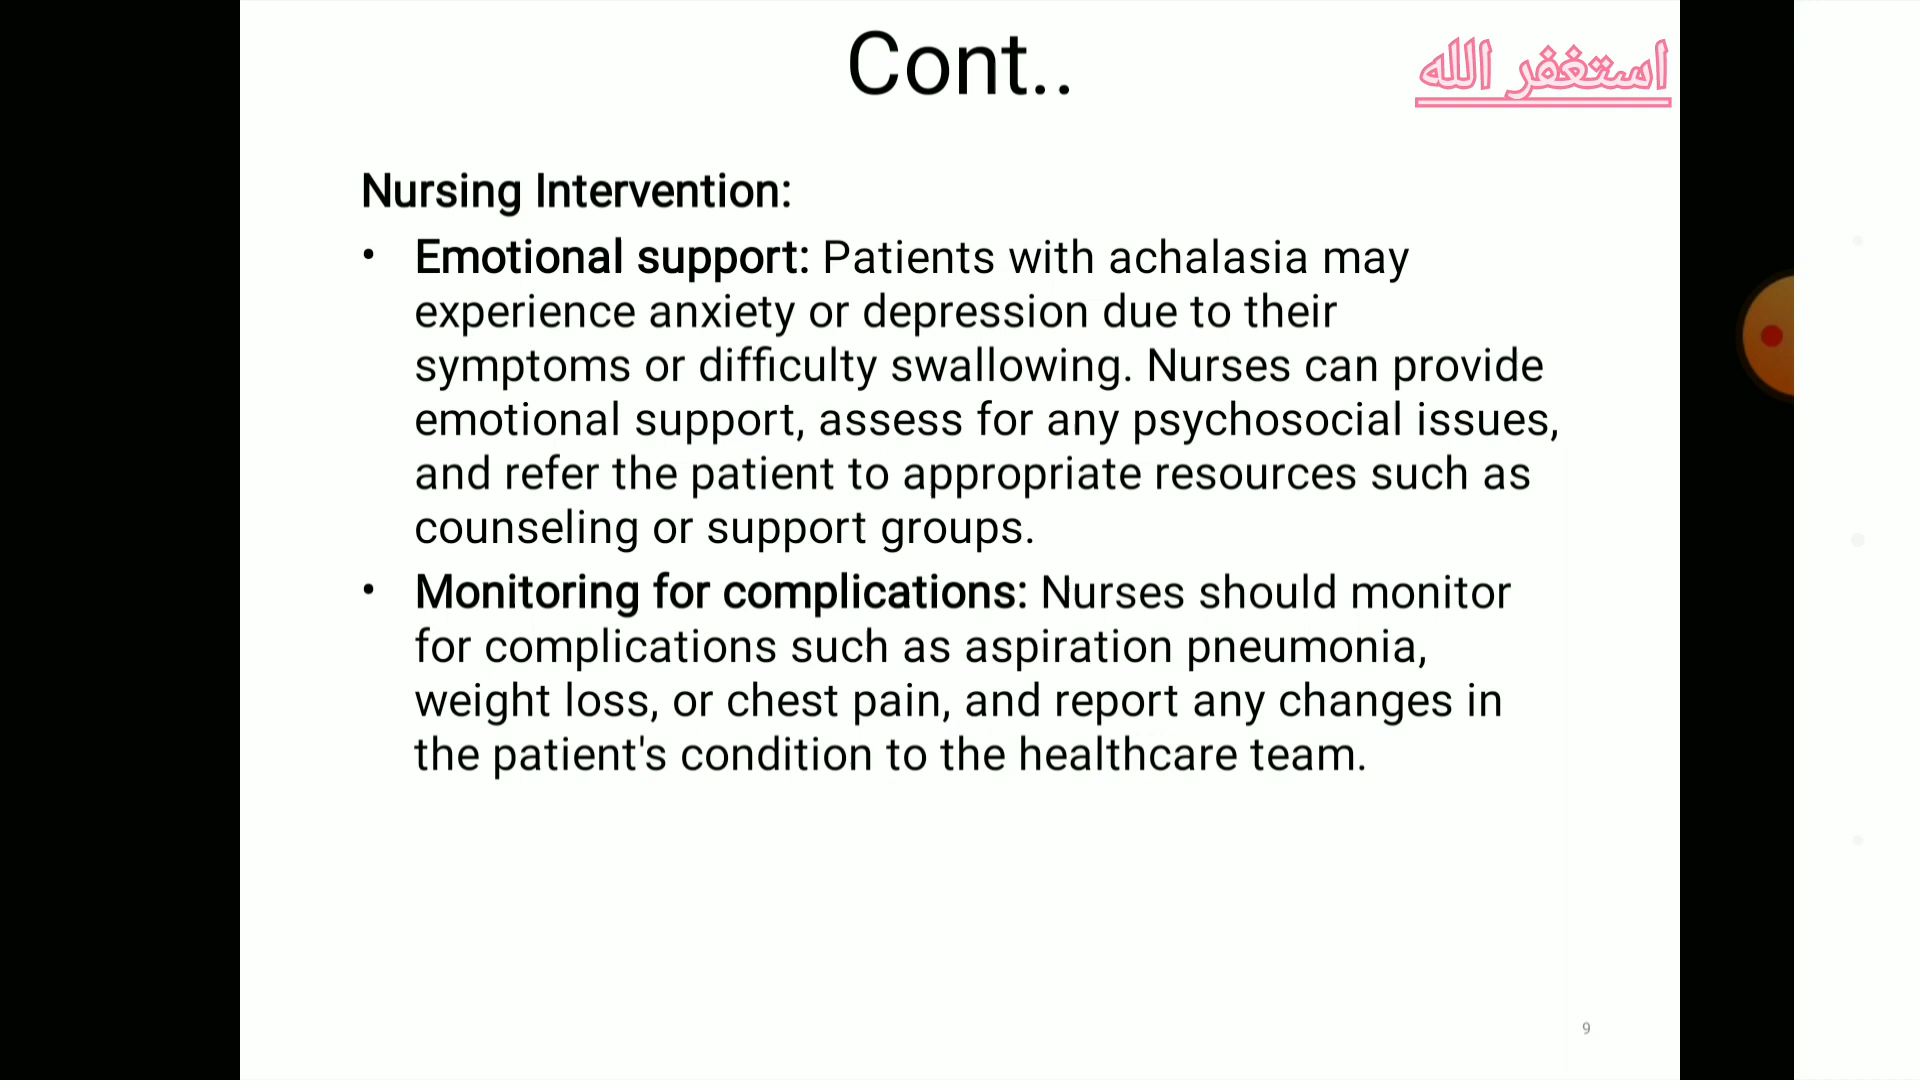 Cont..
استغفر الله
Nursing Intervention:
• Emotional support: Patients with achalasia may
experience anxiety or depression due to their
symptoms or difficulty swallowing. Nurses can provide
emotional support, assess for any psychosocial issues,
and refer the patient to appropriate resources such as
counseling or support groups.
• Monitoring for complications: Nurses should monitor
for complications such as aspiration pneumonia,
weight loss, or chest pain, and report any changes in
the patient's condition to the healthcare team.
9